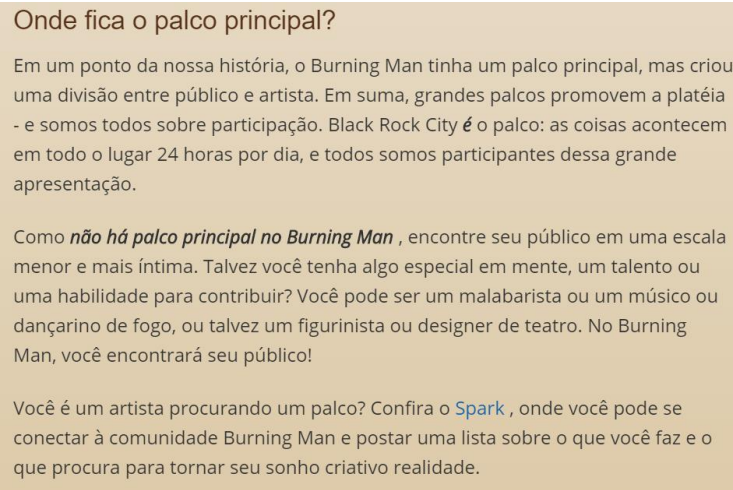 Onde fica o palco principal?
Em um ponto da nossa história, o Burning Man tinha um palco principal, mas criou
uma divisão entre público e artista. Em suma, grandes palcos promovem a platéia
- e somos todos sobre participação. Black Rock City é o palco: as coisas acontecem
em todo o lugar 24 horas por dia, e todos somos participantes dessa grande
apresentação.
Como não há palco principal no Burning Man , encontre seu público em uma escala
menor e mais íntima. Talvez você tenha algo especial em mente, um talento ou
uma habilidade para contribuir? Você pode ser um malabarista ou um músico ou
dançarino de fogo, ou talvez um figurinista ou designer de teatro. No Burning
Man, você encontrará seu público!
Você é um artista procurando um palco? Confira o Spark , onde você pode se
conectar à comunidade Burning Man e postar uma lista sobre o que você faz e o
que procura para tornar seu sonho criativo realidade.